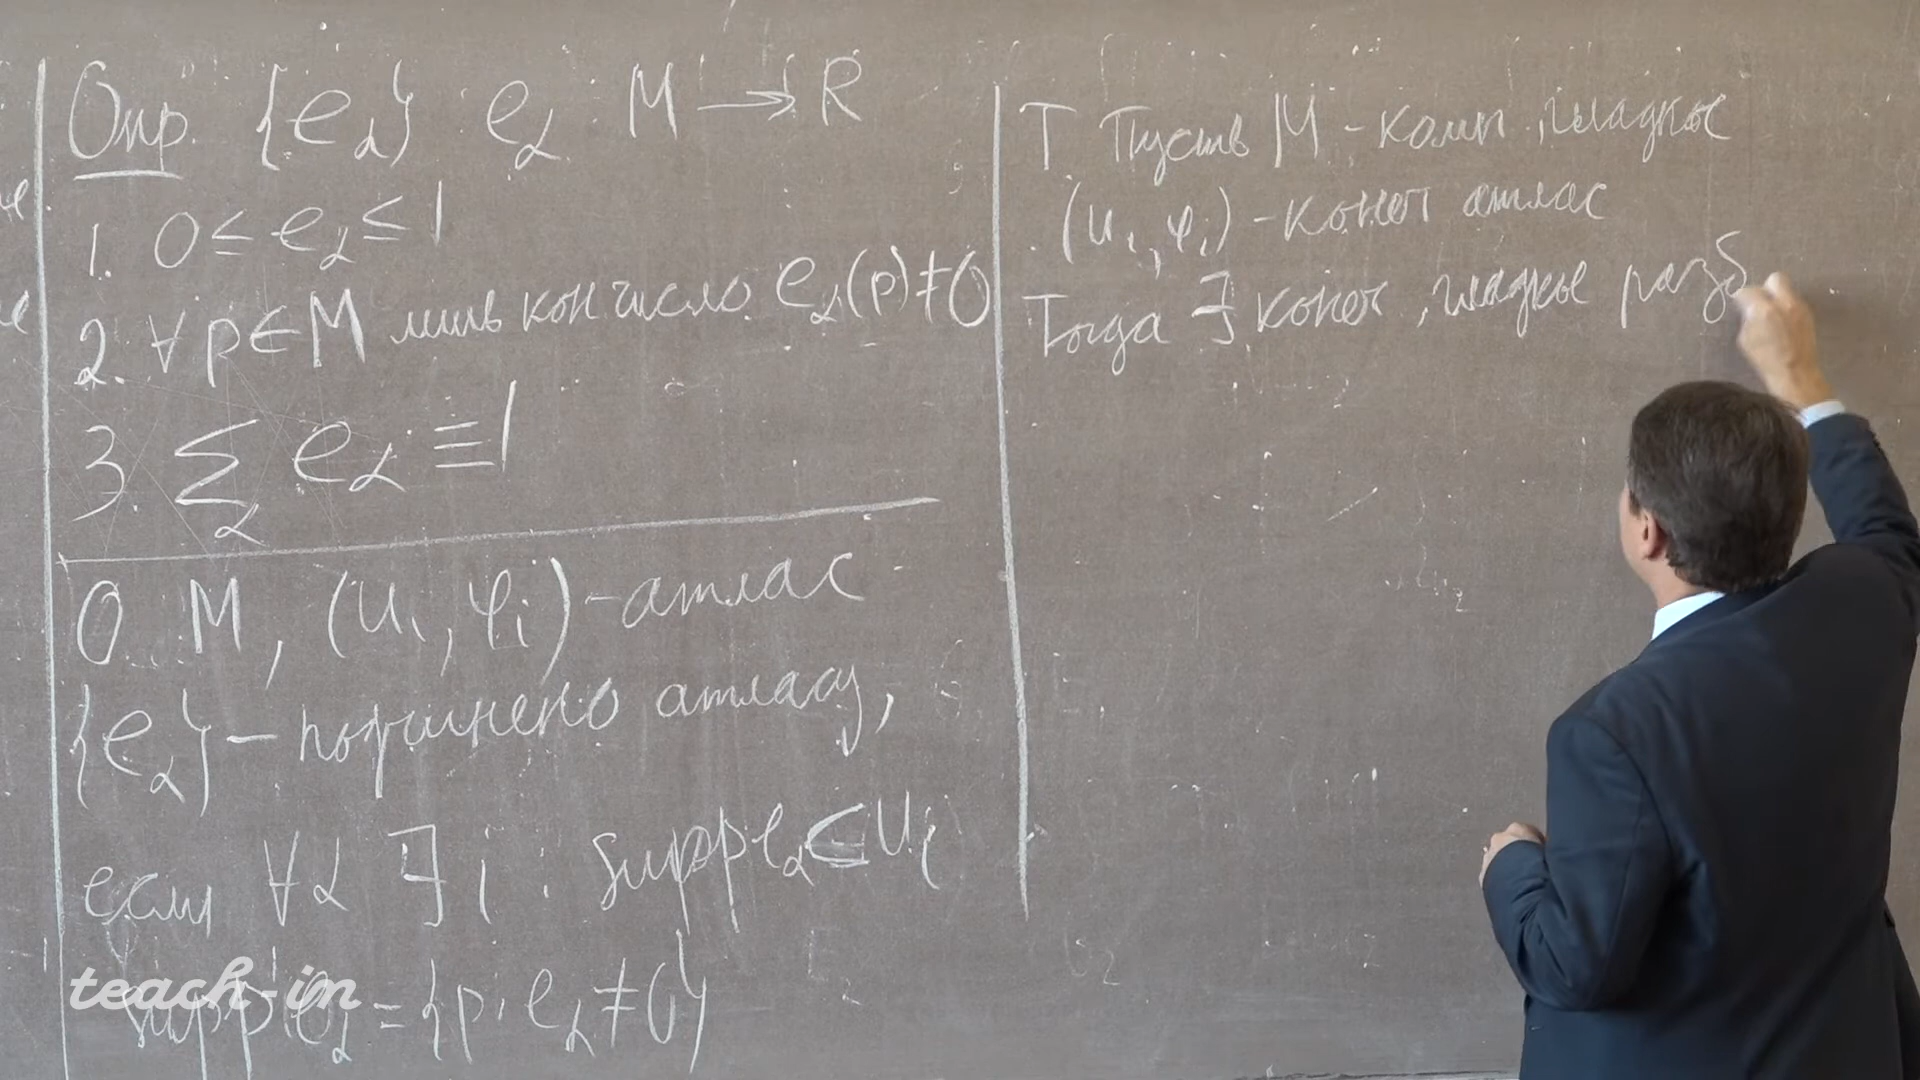 Опр. {e_α} e_α : M → R
1. 0 ≤ e_α ≤ 1
2. ∀ p ∈ M лишь кон число e_α(p) ≠ 0
3. ∑_α e_α ≡ 1
О. M, (U_i, φ_i) - атлас
{e_α} - подчинено атласу,
если ∀ α ∃ i : supp e_α ⊆ U_i
supp e_α = {p : e_α ≠ 0}
Т Пусть M - комп, гладкое
(U_i, φ_i) - конеч атлас
Тогда ∃ конеч, гладкое разб
teach-in